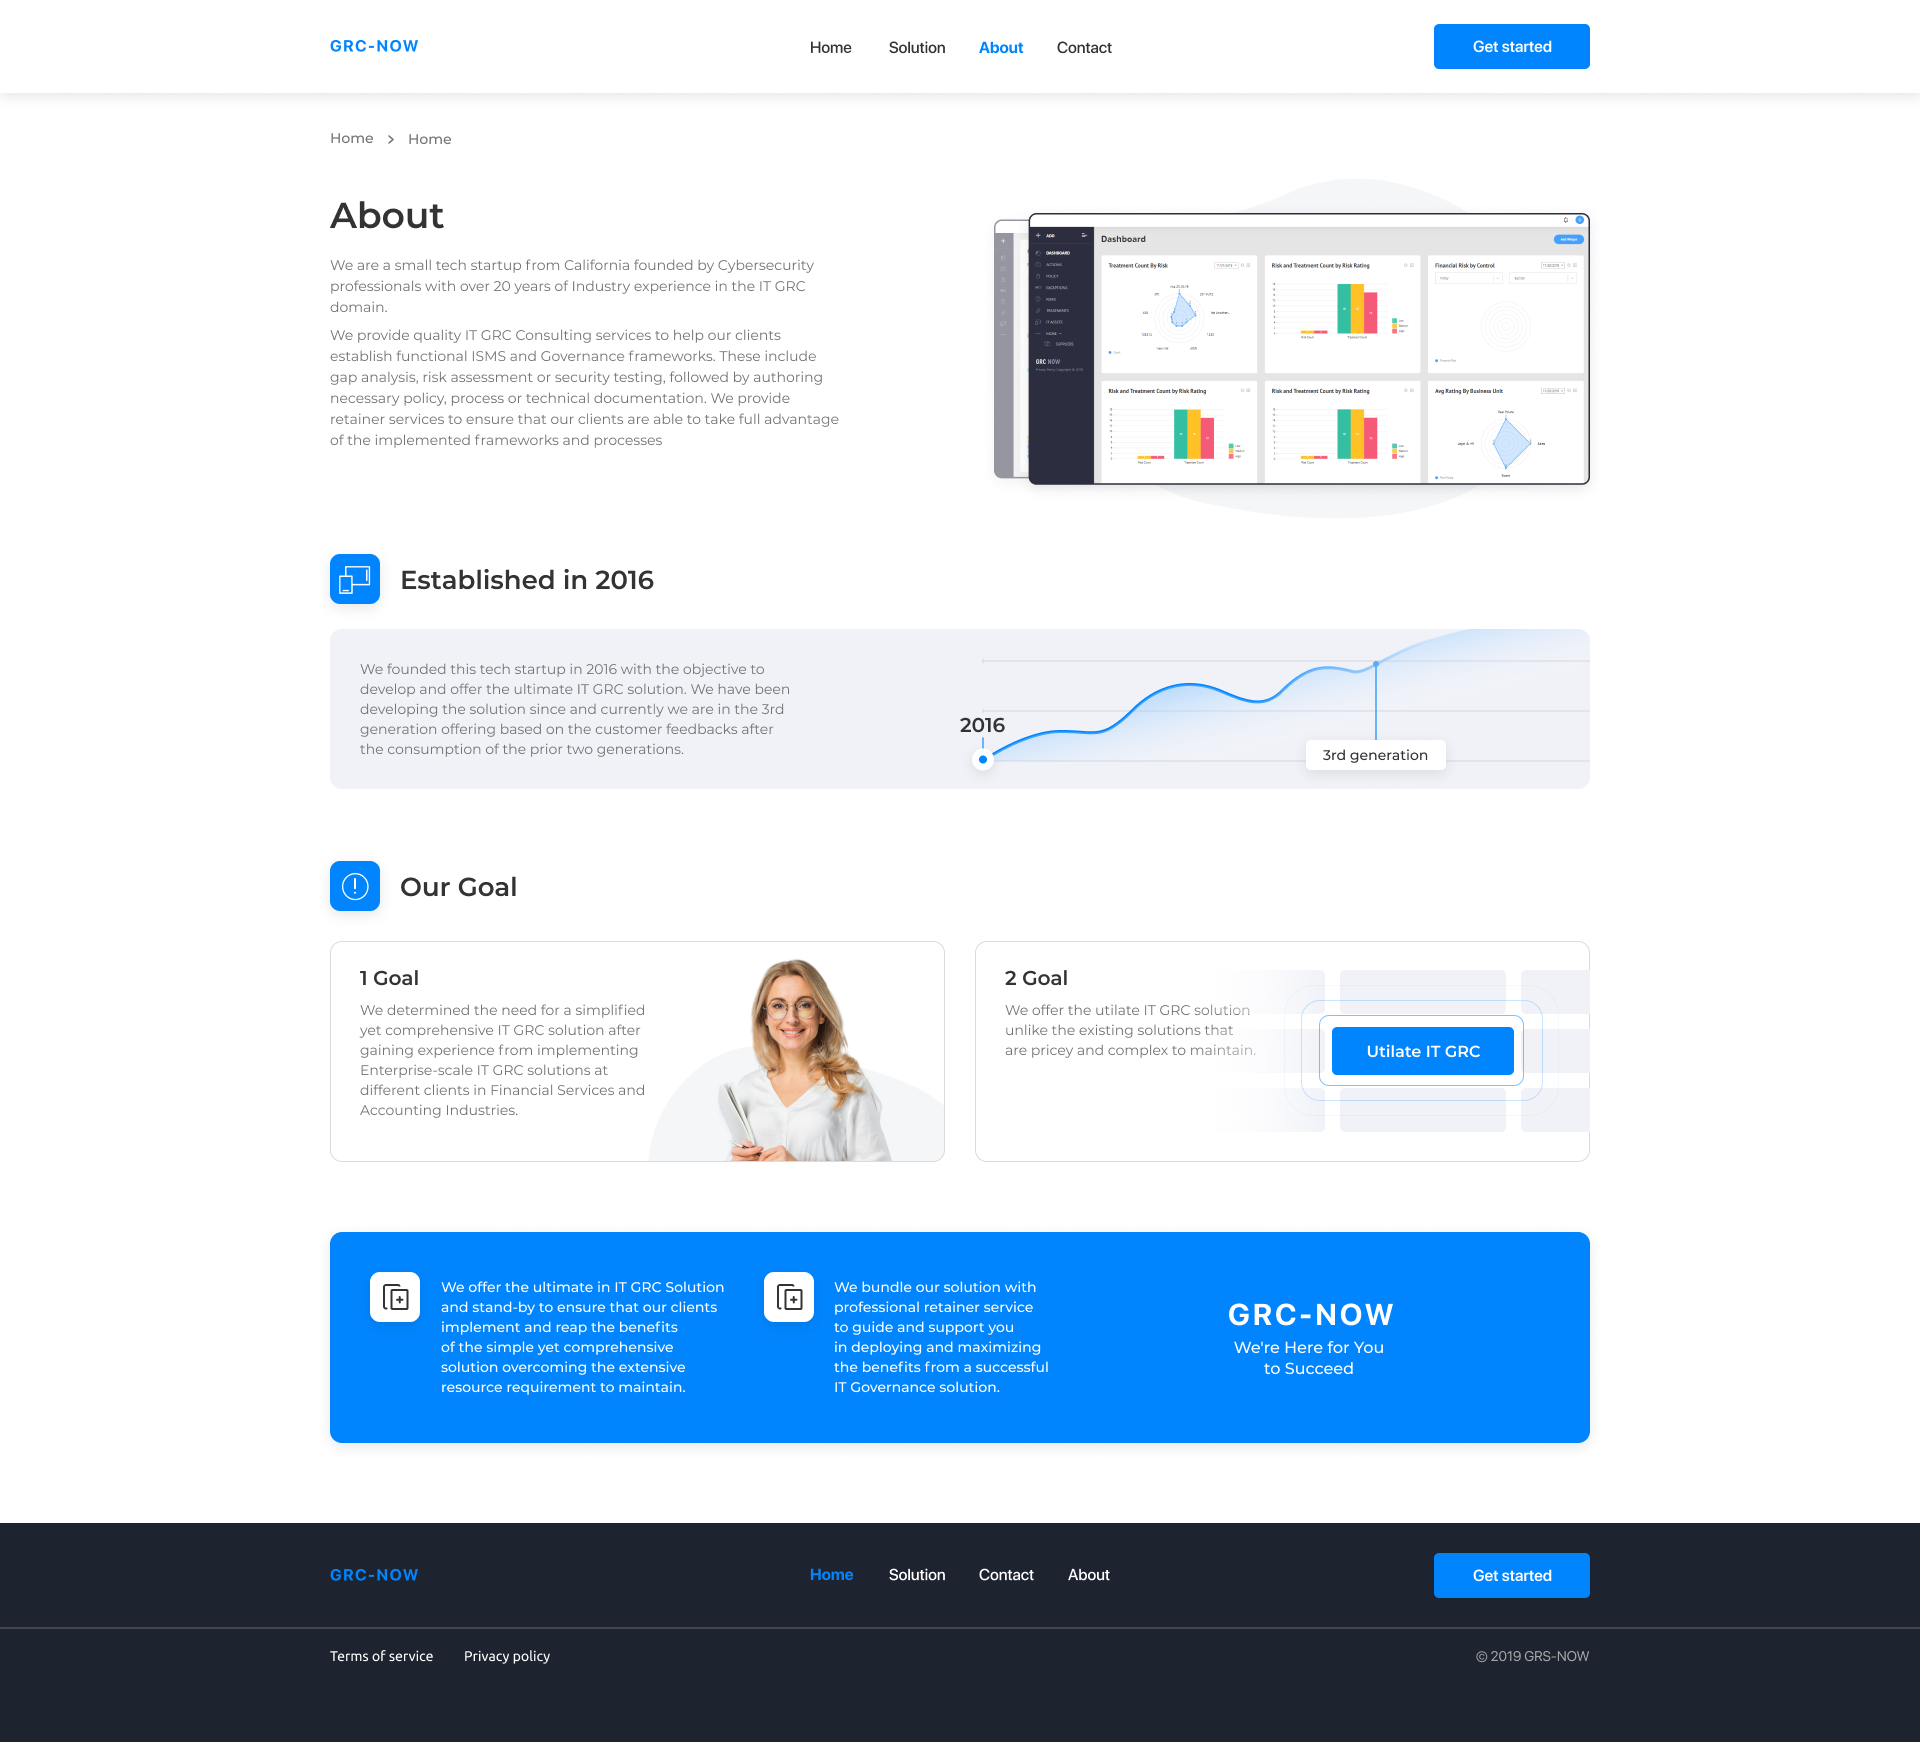 GRC-NOW
Home Solution About Contact
Get started
Home > Home
About
We are a small tech startup from California founded by Cybersecurity
professionals with over 20 years of Industry experience in the IT GRC
domain.
We provide quality IT GRC Consulting services to help our clients
establish functional ISMS and Governance frameworks. These include
gap analysis, risk assessment or security testing, followed by authoring
necessary policy, process or technical documentation. We provide
retainer services to ensure that our clients are able to take full advantage
of the implemented frameworks and processes
ADD
Dashboard
Add Widget
DASHBOARD
ACTIONS
POLICY
EXCEPTIONS
RISKS
TREATMENTS
IT ASSETS
MORE
SUPPLIERS
GRC NOW
Treatment Count By Risk
Risk and Treatment Count by Risk Rating
Financial Risk by Control
Risk and Treatment Count by Risk Rating
Risk and Treatment Count by Risk Rating
Avg Rating By Business Unit
Established in 2016
We founded this tech startup in 2016 with the objective to
develop and offer the ultimate IT GRC solution. We have been
developing the solution since and currently we are in the 3rd
generation offering based on the customer feedbacks after
the consumption of the prior two generations.
2016
3rd generation
Our Goal
1 Goal
We determined the need for a simplified
yet comprehensive IT GRC solution after
gaining experience from implementing
Enterprise-scale IT GRC solutions at
different clients in Financial Services and
Accounting Industries.
2 Goal
We offer the utilate IT GRC solution
unlike the existing solutions that
are pricey and complex to maintain.
Utilate IT GRC
We offer the ultimate in IT GRC Solution
and stand-by to ensure that our clients
implement and reap the benefits
of the simple yet comprehensive
solution overcoming the extensive
resource requirement to maintain.
We bundle our solution with
professional retainer service
to guide and support you
in deploying and maximizing
the benefits from a successful
IT Governance solution.
GRC-NOW
We're Here for You
to Succeed
GRC-NOW
Home Solution Contact About
Get started
Terms of service Privacy policy
© 2019 GRS-NOW